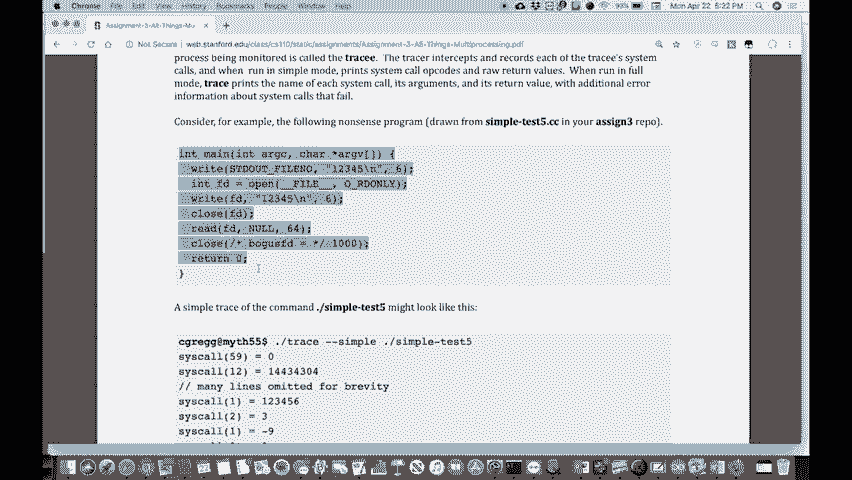 Chrome File Edit View History Bookmarks People Window Help
93% Mon Apr 22 5:22 PM
Assignment-3-All-Things-Mu
Not Secure web.stanford.edu/class/cs110/static/assignments/Assignment-3-All-Things-Multiprocessing.pdf
process being monitored is called the tracee. The tracer intercepts and records each of the tracee's system
calls, and when run in simple mode, prints system call opcodes and raw return values. When run in full
mode, trace prints the name of each system call, its arguments, and its return value, with additional error
information about system calls that fail.
Consider, for example, the following nonsense program (drawn from simple-test5.cc in your assign3 repo).
int main(int argc, char *argv[]) {
write(STDOUT_FILENO, "12345\n", 6);
int fd = open(__FILE__, O_RDONLY);
write(fd, "12345\n", 6);
close(fd);
read(fd, NULL, 64);
close(/* bogusfd = */ 1000);
return 0;
}
A simple trace of the command ./simple-test5 might look like this:
cgregg@myth55$ ./trace --simple ./simple-test5
syscall(59) = 0
syscall(12) = 14434304
// many lines omitted for brevity
syscall(1) = 123456
syscall(2) = 3
syscall(1) = -9